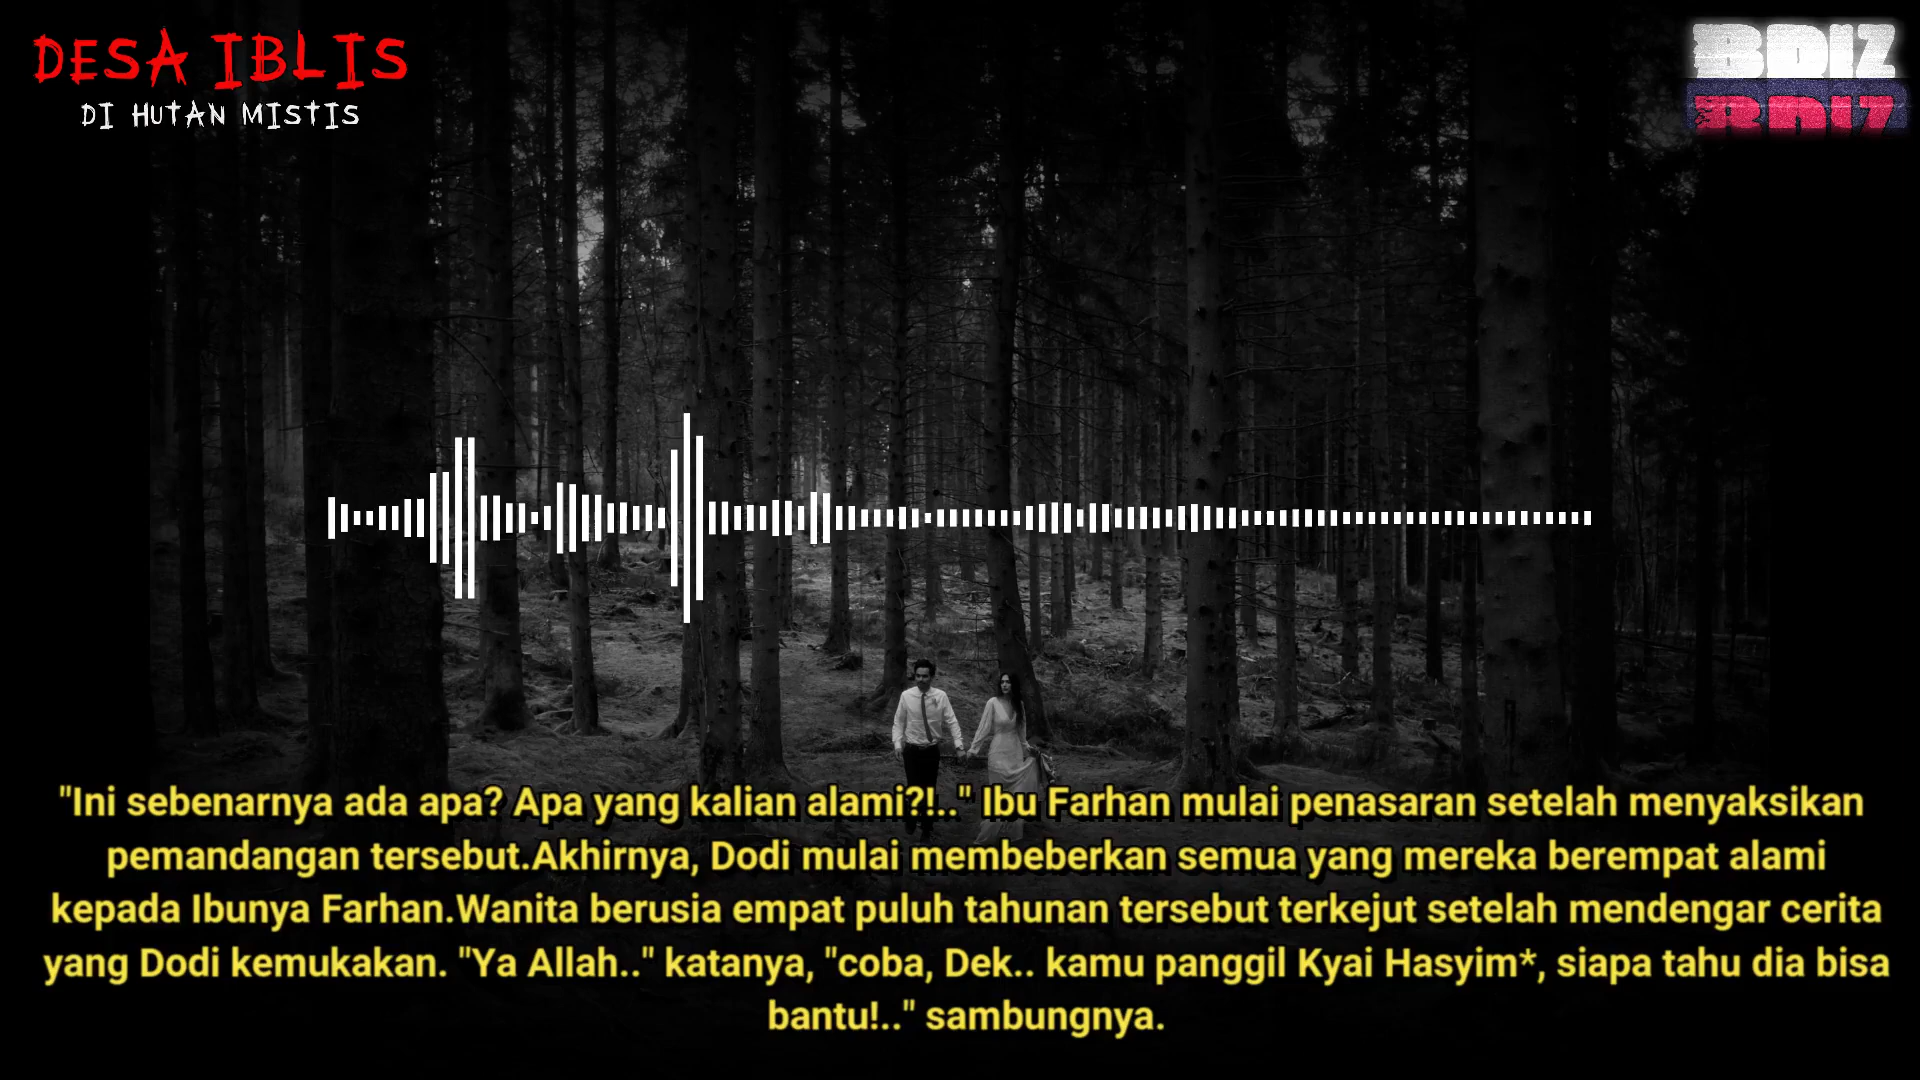 DESA IBLIS
DI HUTAN MISTIS
BDIZ
BDIZ
"Ini sebenarnya ada apa? Apa yang kalian alami?!.." Ibu Farhan mulai penasaran setelah menyaksikan
pemandangan tersebut.Akhirnya, Dodi mulai membeberkan semua yang mereka berempat alami
kepada Ibunya Farhan.Wanita berusia empat puluh tahunan tersebut terkejut setelah mendengar cerita
yang Dodi kemukakan. "Ya Allah.." katanya, "coba, Dek.. kamu panggil Kyai Hasyim*, siapa tahu dia bisa
bantu!.." sambungnya.